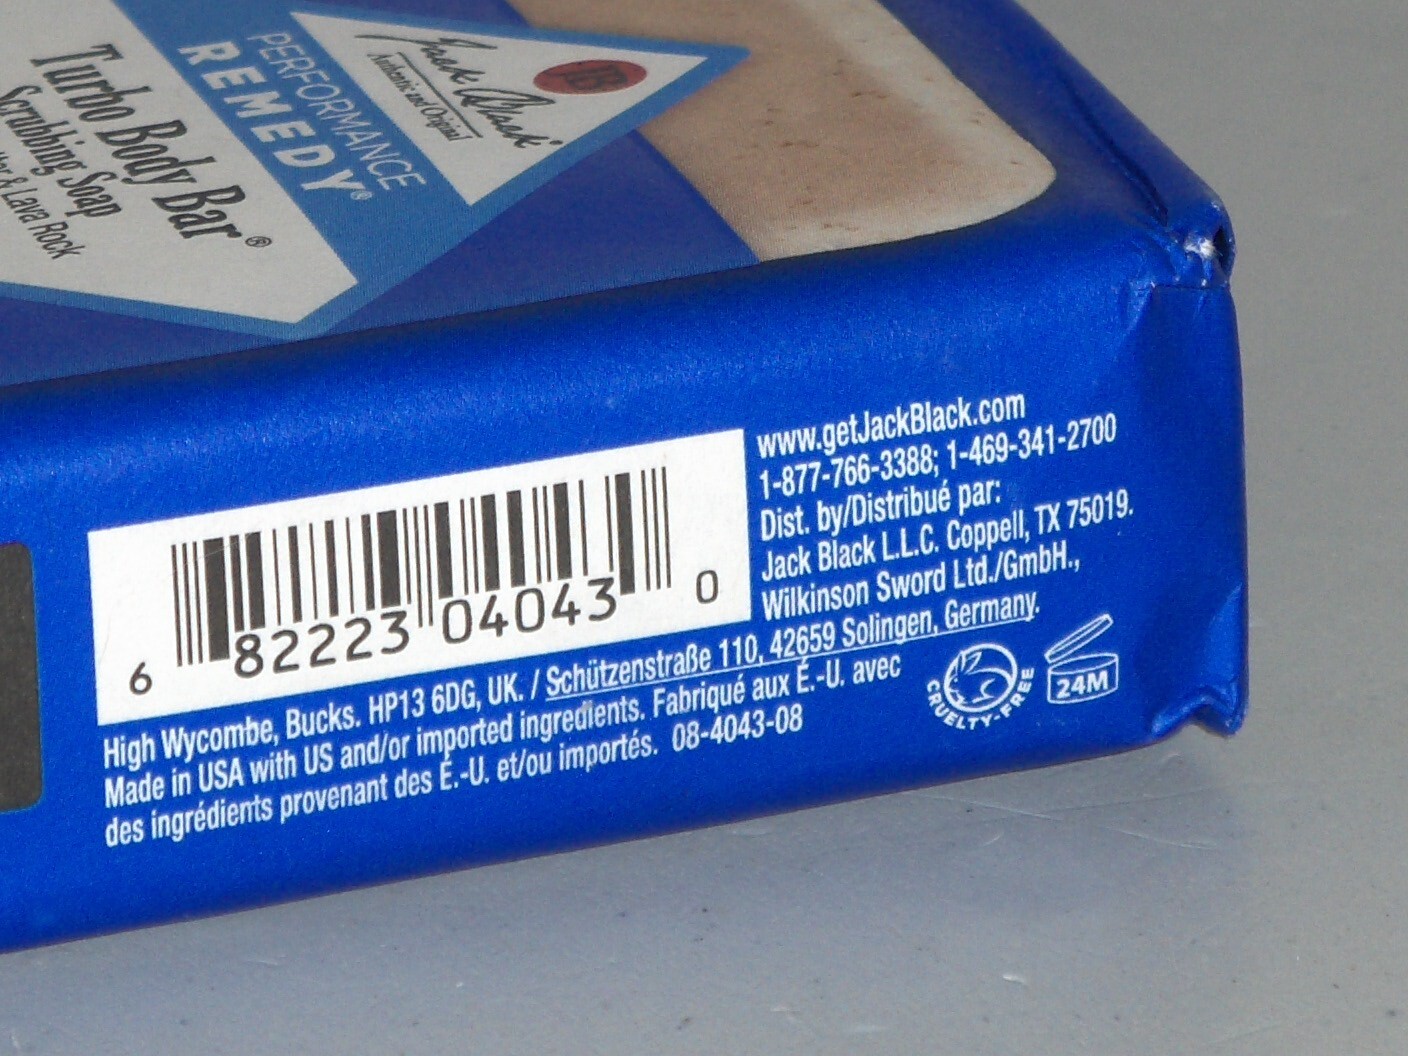 Jack Black®
Authentic and Original
JB
PERFORMANCE
REMEDY®
Turbo Body Bar®
Scrubbing Soap
& Lava Rock
www.getJackBlack.com
1-877-766-3388; 1-469-341-2700
Dist. by/Distribué par:
Jack Black L.L.C. Coppell, TX 75019.
Wilkinson Sword Ltd./GmbH.,
High Wycombe, Bucks. HP13 6DG, UK. / Schützenstraße 110, 42659 Solingen, Germany.
Made in USA with US and/or imported ingredients. Fabriqué aux É.-U. avec
des ingrédients provenant des É.-U. et/ou importés. 08-4043-08
6 82223 04043 0
CRUELTY-FREE
24M